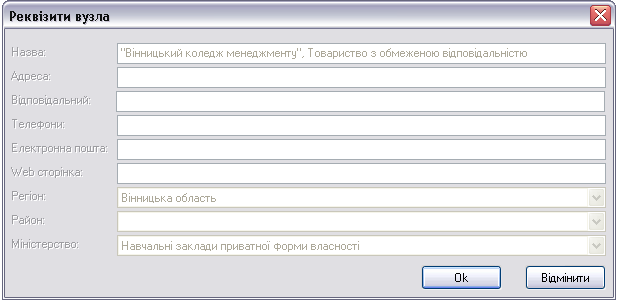 Реквізити вузла
Назва: "Вінницький коледж менеджменту", Товариство з обмеженою відповідальністю
Адреса:
Відповідальний:
Телефони:
Електронна пошта:
Web сторінка:
Регіон: Вінницька область
Район:
Міністерство: Навчальні заклади приватної форми власності
Ok Відмінити